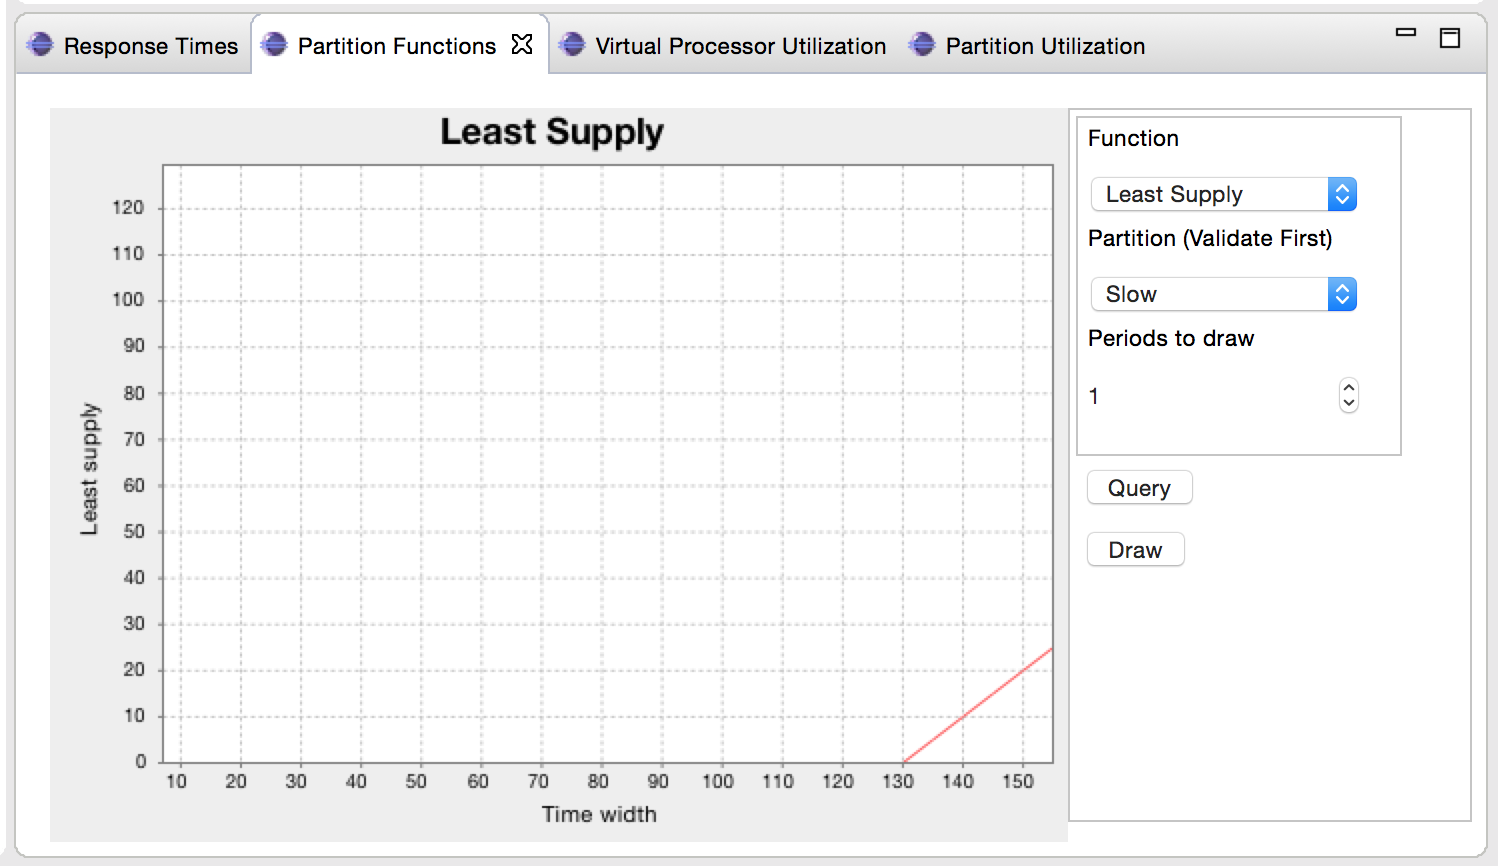 Response Times
Partition Functions
Virtual Processor Utilization
Partition Utilization
Least Supply
120
110
100
90
80
70
60
50
40
30
20
10
0
Least supply
10 20 30 40 50 60 70 80 90 100 110 120 130 140 150
Time width
Function
Least Supply
Partition (Validate First)
Slow
Periods to draw
1
Query
Draw